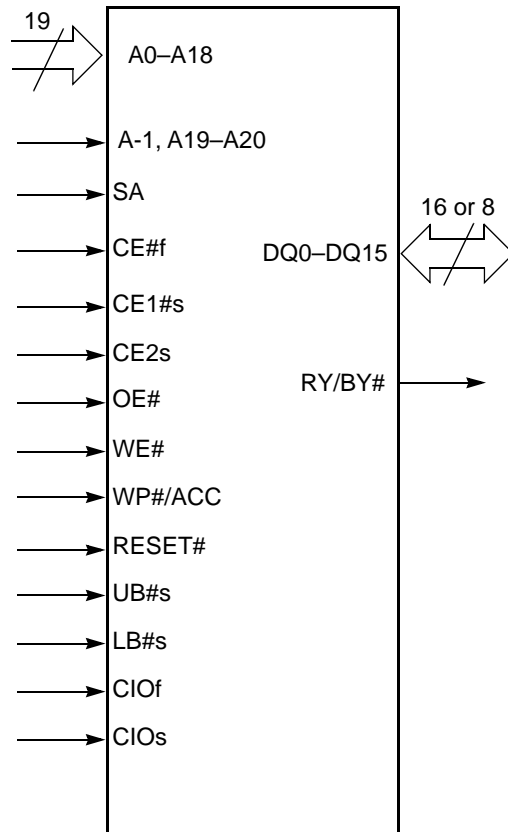 19
A0–A18
A-1, A19–A20
SA
16 or 8
CE#f
DQ0–DQ15
CE1#s
CE2s
RY/BY#
OE#
WE#
WP#/ACC
RESET#
UB#s
LB#s
CIOf
CIOs